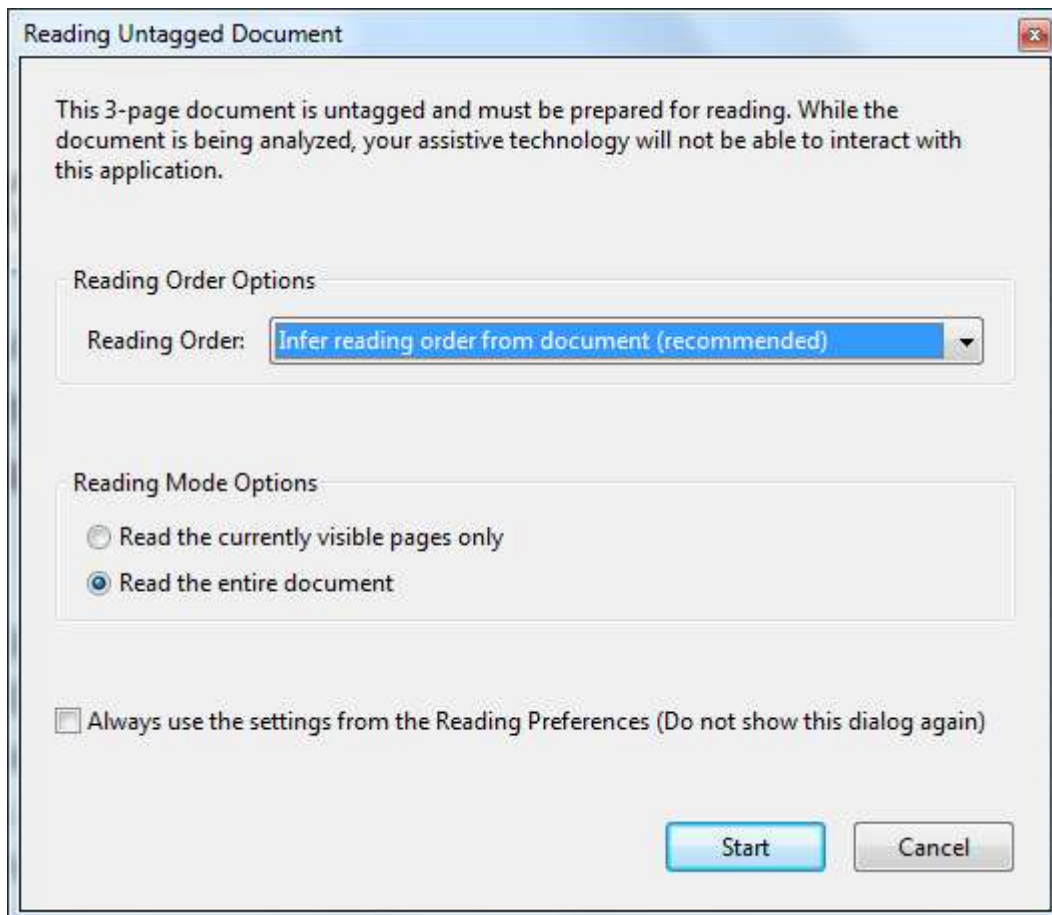 Reading Untagged Document
This 3-page document is untagged and must be prepared for reading. While the
document is being analyzed, your assistive technology will not be able to interact with
this application.
Reading Order Options
Reading Order: Infer reading order from document (recommended)
Reading Mode Options
Read the currently visible pages only
Read the entire document
Always use the settings from the Reading Preferences (Do not show this dialog again)
Start Cancel